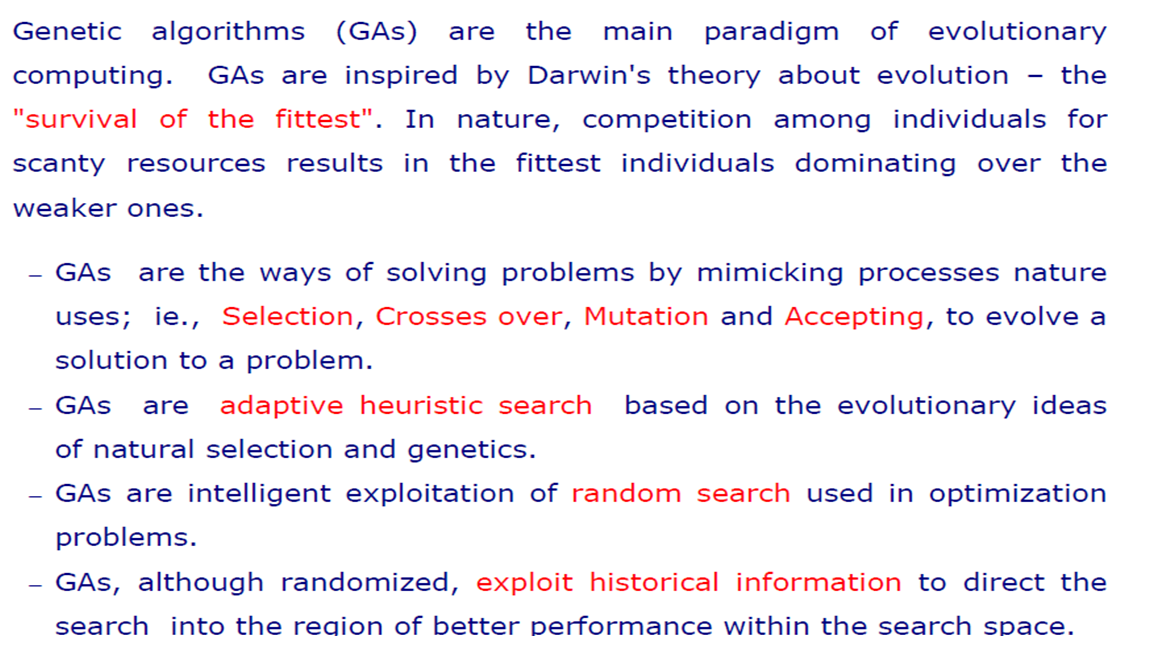 Genetic algorithms (GAs) are the main paradigm of evolutionary
computing. GAs are inspired by Darwin's theory about evolution – the
"survival of the fittest". In nature, competition among individuals for
scanty resources results in the fittest individuals dominating over the
weaker ones.
– GAs are the ways of solving problems by mimicking processes nature
uses; ie., Selection, Crosses over, Mutation and Accepting, to evolve a
solution to a problem.
– GAs are adaptive heuristic search based on the evolutionary ideas
of natural selection and genetics.
– GAs are intelligent exploitation of random search used in optimization
problems.
– GAs, although randomized, exploit historical information to direct the
search into the region of better performance within the search space.